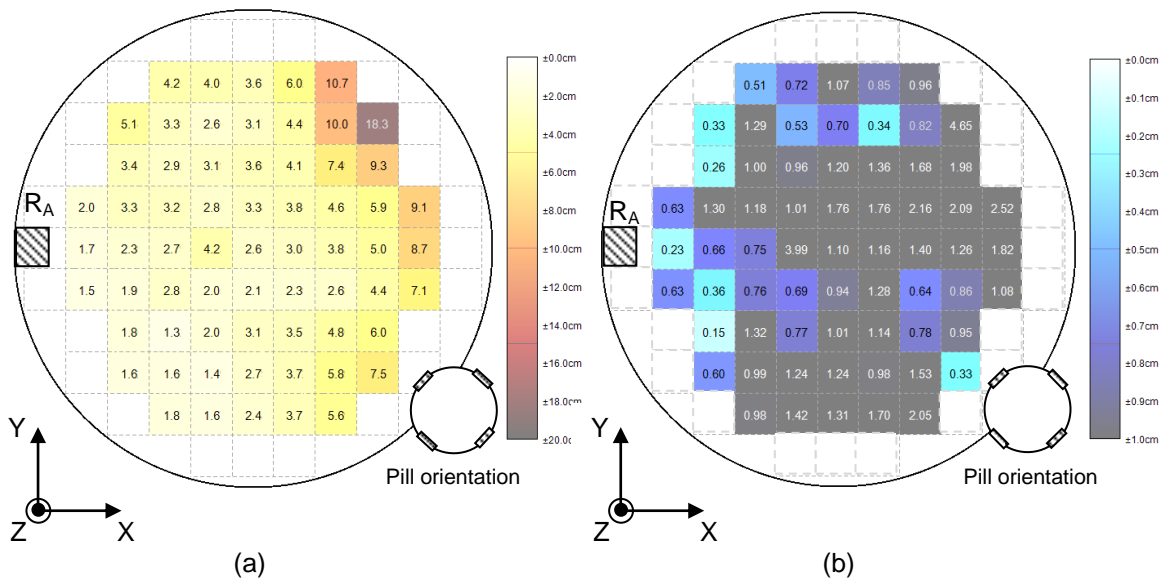 4.2 4.0 3.6 6.0 10.7
5.1 3.3 2.6 3.1 4.4 10.0 18.3
3.4 2.9 3.1 3.6 4.1 7.4 9.3
R_A
2.0 3.3 3.2 2.8 3.3 3.8 4.6 5.9 9.1
1.7 2.3 2.7 4.2 2.6 3.0 3.8 5.0 8.7
1.5 1.9 2.8 2.0 2.1 2.3 2.6 4.4 7.1
1.8 1.3 2.0 3.1 3.5 4.8 6.0
1.6 1.6 1.4 2.7 3.7 5.8 7.5
1.8 1.6 2.4 3.7 5.6
±0.0cm
±2.0cm
±4.0cm
±6.0cm
±8.0cm
±10.0cm
±12.0cm
±14.0cm
±16.0cm
±18.0cm
±20.0c
Y
Z
X
Pill orientation
(a)
0.51 0.72 1.07 0.85 0.96
0.33 1.29 0.53 0.70 0.34 0.82 4.65
0.26 1.00 0.96 1.20 1.36 1.68 1.98
R_A
0.63 1.30 1.18 1.01 1.76 1.76 2.16 2.09 2.52
0.23 0.66 0.75 3.99 1.10 1.16 1.40 1.26 1.82
0.63 0.36 0.76 0.69 0.94 1.28 0.64 0.86 1.08
0.15 1.32 0.77 1.01 1.14 0.78 0.95
0.60 0.99 1.24 1.24 0.98 1.53 0.33
0.98 1.42 1.31 1.70 2.05
±0.0cm
±0.1cm
±0.2cm
±0.3cm
±0.4cm
±0.5cm
±0.6cm
±0.7cm
±0.8cm
±0.9cm
±1.0cm
Y
Z
X
Pill orientation
(b)